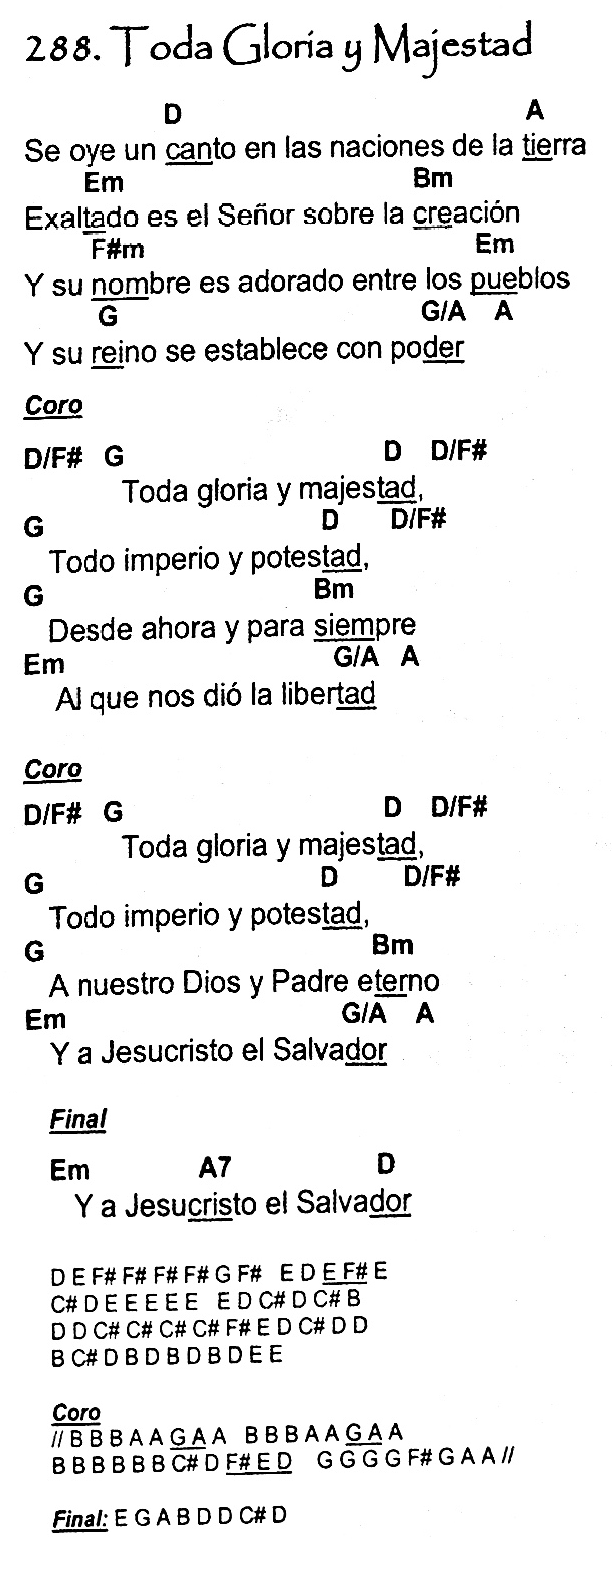 288. Toda Gloria y Majestad
D A
Se oye un canto en las naciones de la tierra
Em Bm
Exaltado es el Señor sobre la creación
F#m Em
Y su nombre es adorado entre los pueblos
G G/A A
Y su reino se establece con poder
Coro
D/F# G D D/F#
Toda gloria y majestad,
G D D/F#
Todo imperio y potestad,
G Bm
Desde ahora y para siempre
Em G/A A
Al que nos dió la libertad
Coro
D/F# G D D/F#
Toda gloria y majestad,
G D D/F#
Todo imperio y potestad,
G Bm
A nuestro Dios y Padre eterno
Em G/A A
Y a Jesucristo el Salvador
Final
Em A7 D
Y a Jesucristo el Salvador
D E F# F# F# F# G F# E D E F# E
C# D E E E E E E D C# D C# B
D D C# C# C# C# F# E D C# D D
B C# D B D B D B D E E
Coro
// B B B A A G A A B B B A A G A A
B B B B B B C# D F# E D G G G G F# G A A //
Final: E G A B D D C# D